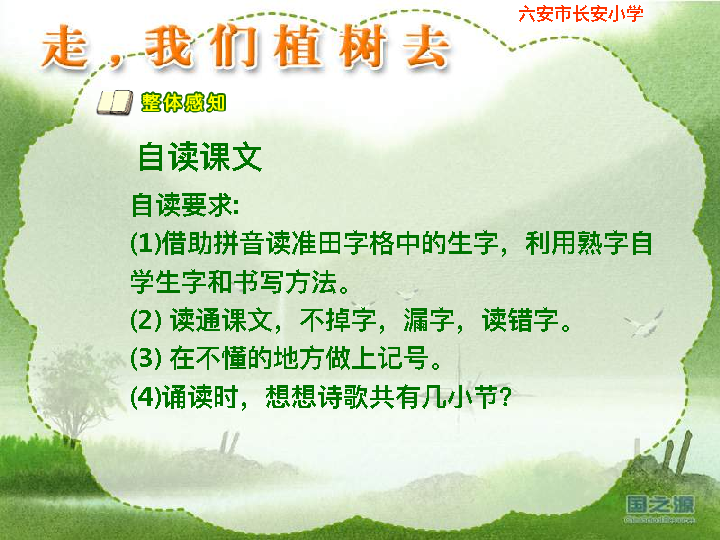 六安市长安小学
走，我们植树去
整体感知
自读课文
自读要求:
(1)借助拼音读准田字格中的生字，利用熟字自
学生字和书写方法。
(2) 读通课文，不掉字，漏字，读错字。
(3) 在不懂的地方做上记号。
(4)诵读时，想想诗歌共有几小节?
国之源